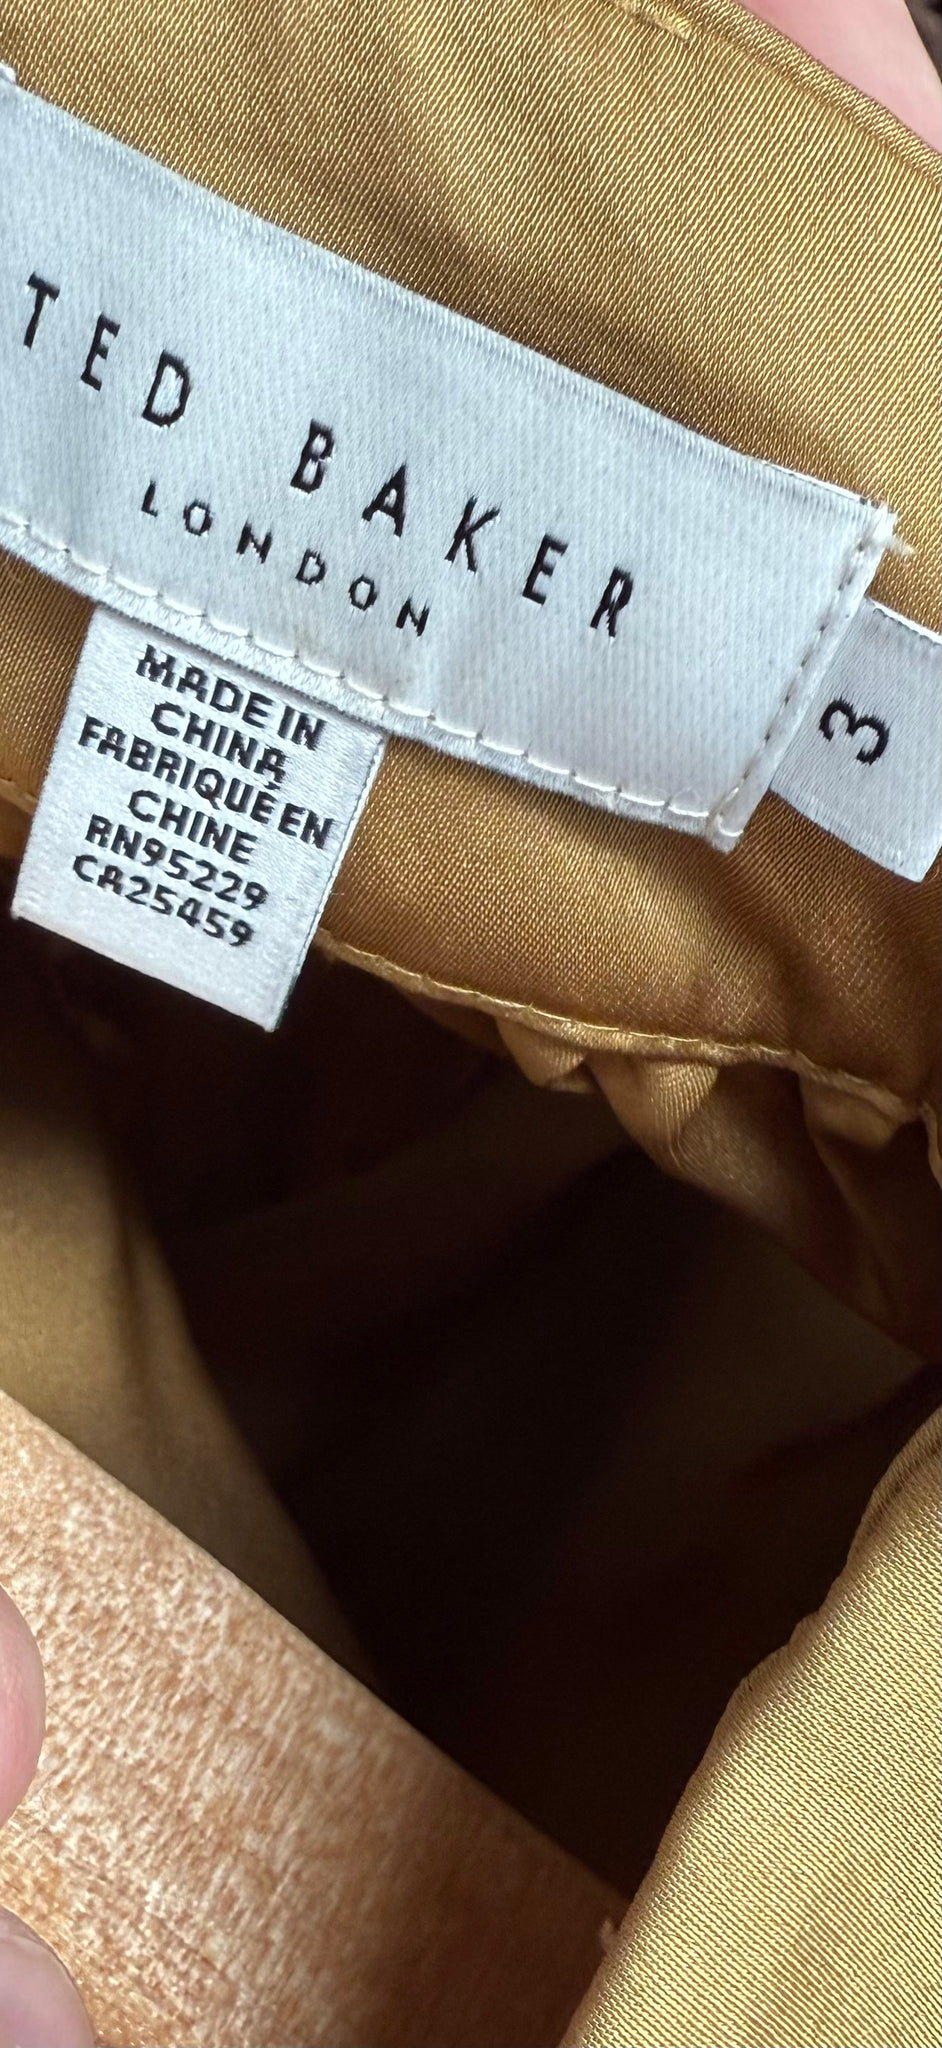 TED BAKER
LONDON
3
MADE IN
CHINA
FABRIQUÉ EN
CHINE
RN95229
CA25459